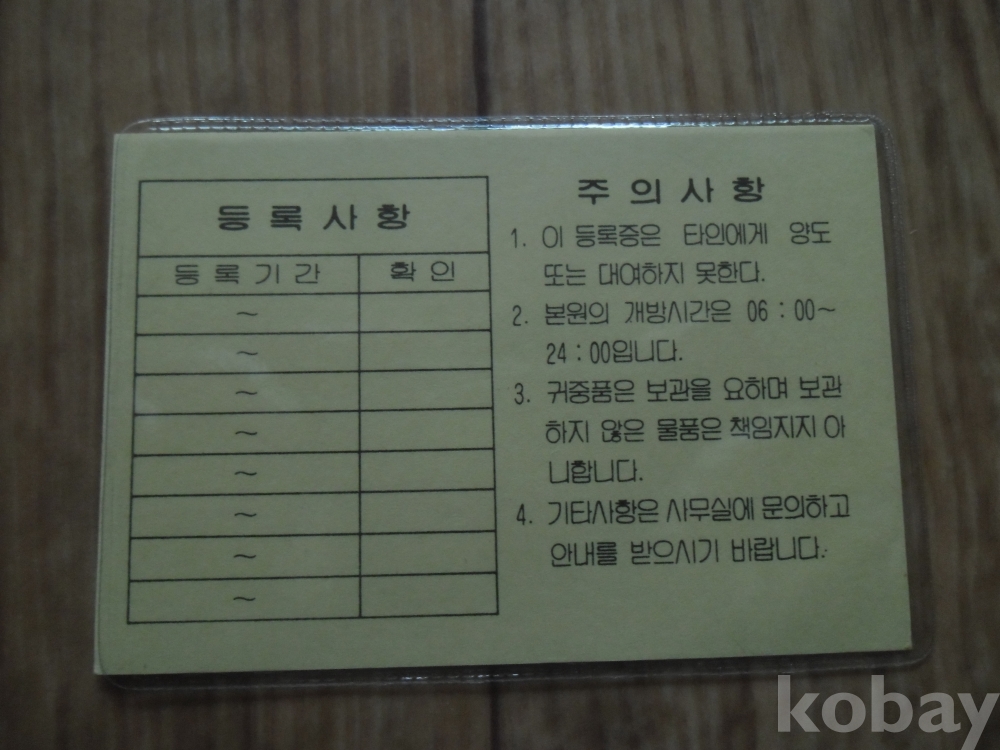 등록사항
등록기간 확인
~
~
~
~
~
~
~
~
주의사항
1. 이 등록증은 타인에게 양도
또는 대여하지 못한다.
2. 본원의 개방시간은 06 : 00~
24 : 00입니다.
3. 귀중품은 보관을 요하며 보관
하지 않은 물품은 책임지지 아
니합니다.
4. 기타사항은 사무실에 문의하고
안내를 받으시기 바랍니다.
kobay